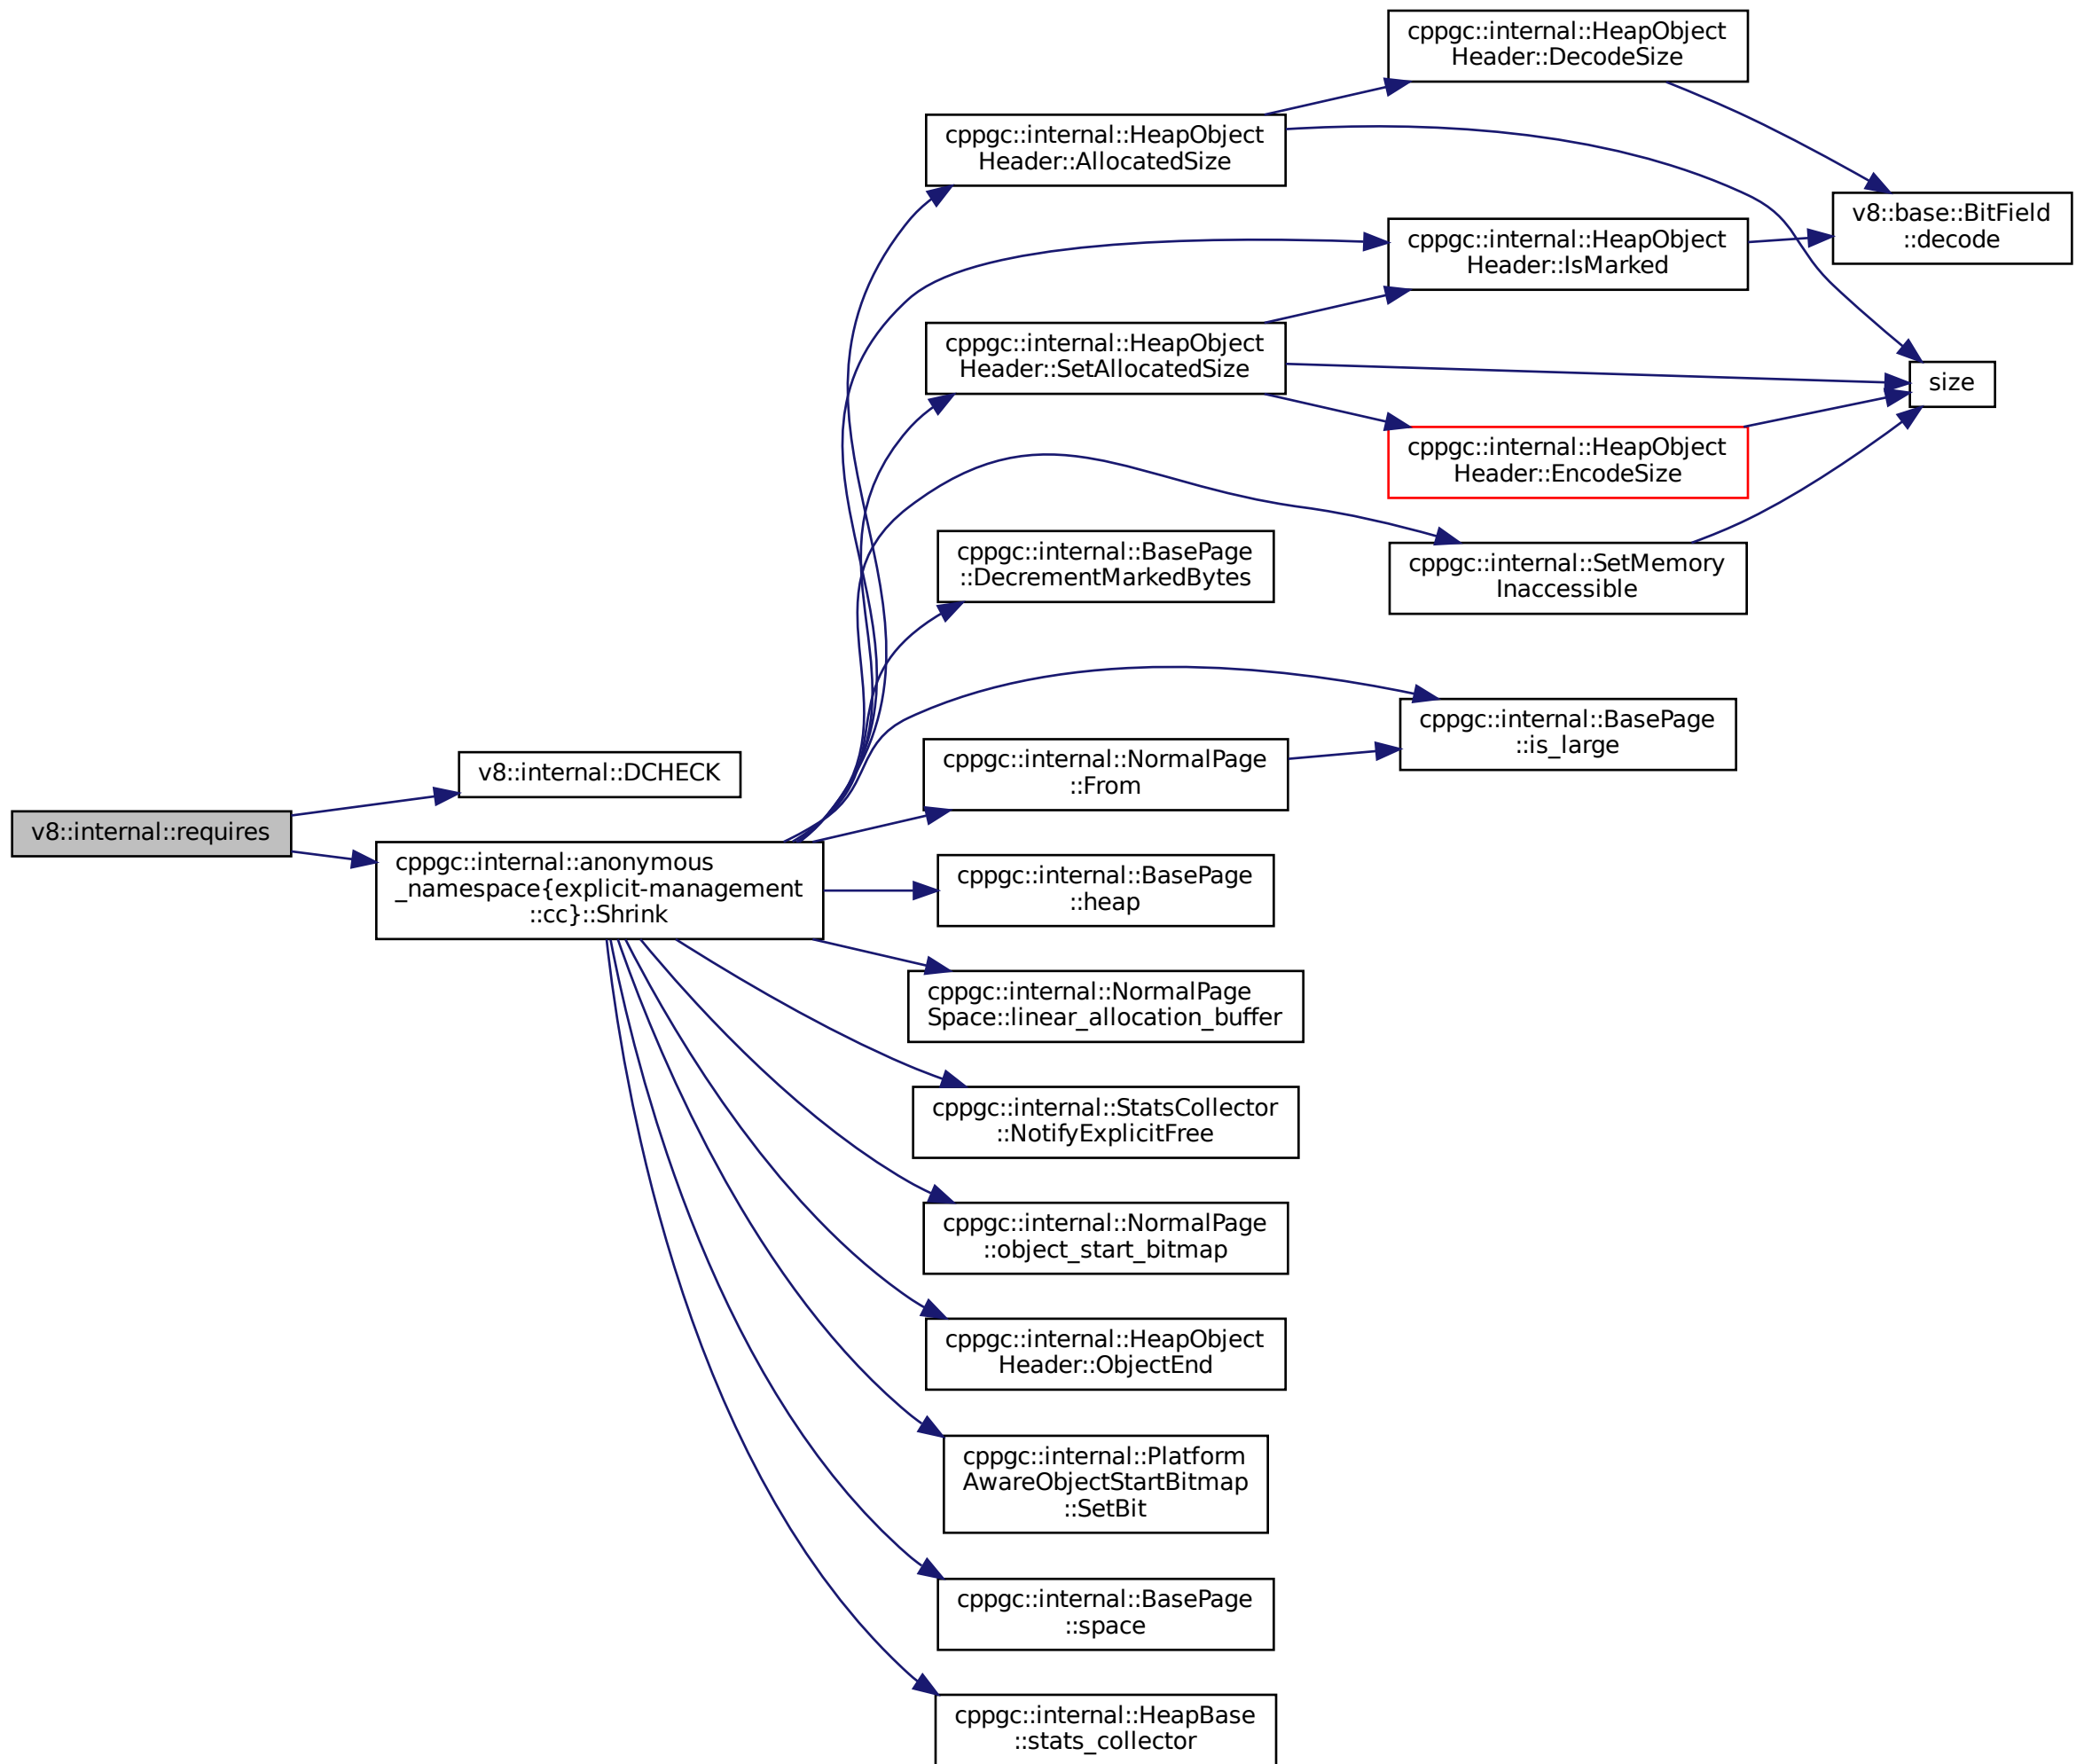 v8::internal::requires
v8::internal::DCHECK
cppgc::internal::anonymous
_namespace{explicit-management
::cc}::Shrink
cppgc::internal::HeapObject
Header::AllocatedSize
cppgc::internal::HeapObject
Header::SetAllocatedSize
cppgc::internal::BasePage
::DecrementMarkedBytes
cppgc::internal::NormalPage
::From
cppgc::internal::BasePage
::heap
cppgc::internal::NormalPage
Space::linear_allocation_buffer
cppgc::internal::StatsCollector
::NotifyExplicitFree
cppgc::internal::NormalPage
::object_start_bitmap
cppgc::internal::HeapObject
Header::ObjectEnd
cppgc::internal::Platform
AwareObjectStartBitmap
::SetBit
cppgc::internal::BasePage
::space
cppgc::internal::HeapBase
::stats_collector
cppgc::internal::HeapObject
Header::DecodeSize
cppgc::internal::HeapObject
Header::IsMarked
cppgc::internal::HeapObject
Header::EncodeSize
cppgc::internal::SetMemory
Inaccessible
cppgc::internal::BasePage
::is_large
v8::base::BitField
::decode
size